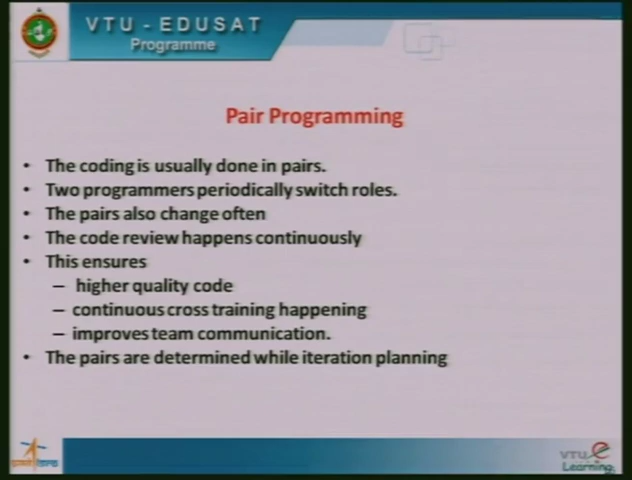 VTU - EDUSAT
Programme
Pair Programming
• The coding is usually done in pairs.
• Two programmers periodically switch roles.
• The pairs also change often
• The code review happens continuously
• This ensures
– higher quality code
– continuous cross training happening
– improves team communication.
• The pairs are determined while iteration planning
VTU e
Learning